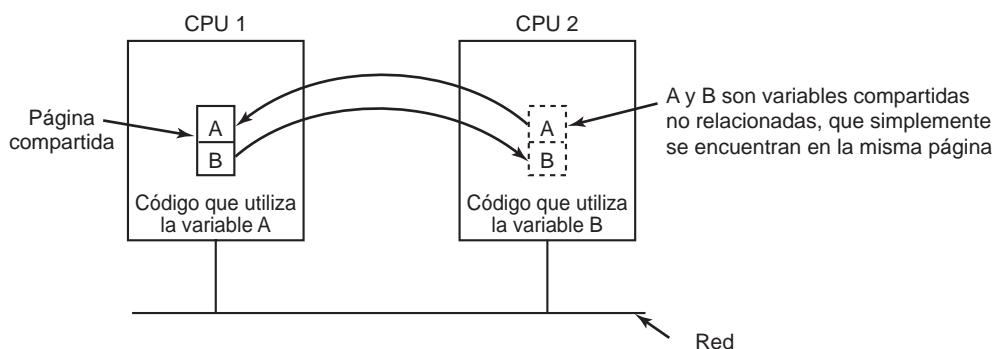 CPU 1
CPU 2
Página
compartida
A
B
A
B
A y B son variables compartidas
no relacionadas, que simplemente
se encuentran en la misma página
Código que utiliza
la variable A
Código que utiliza
la variable B
Red